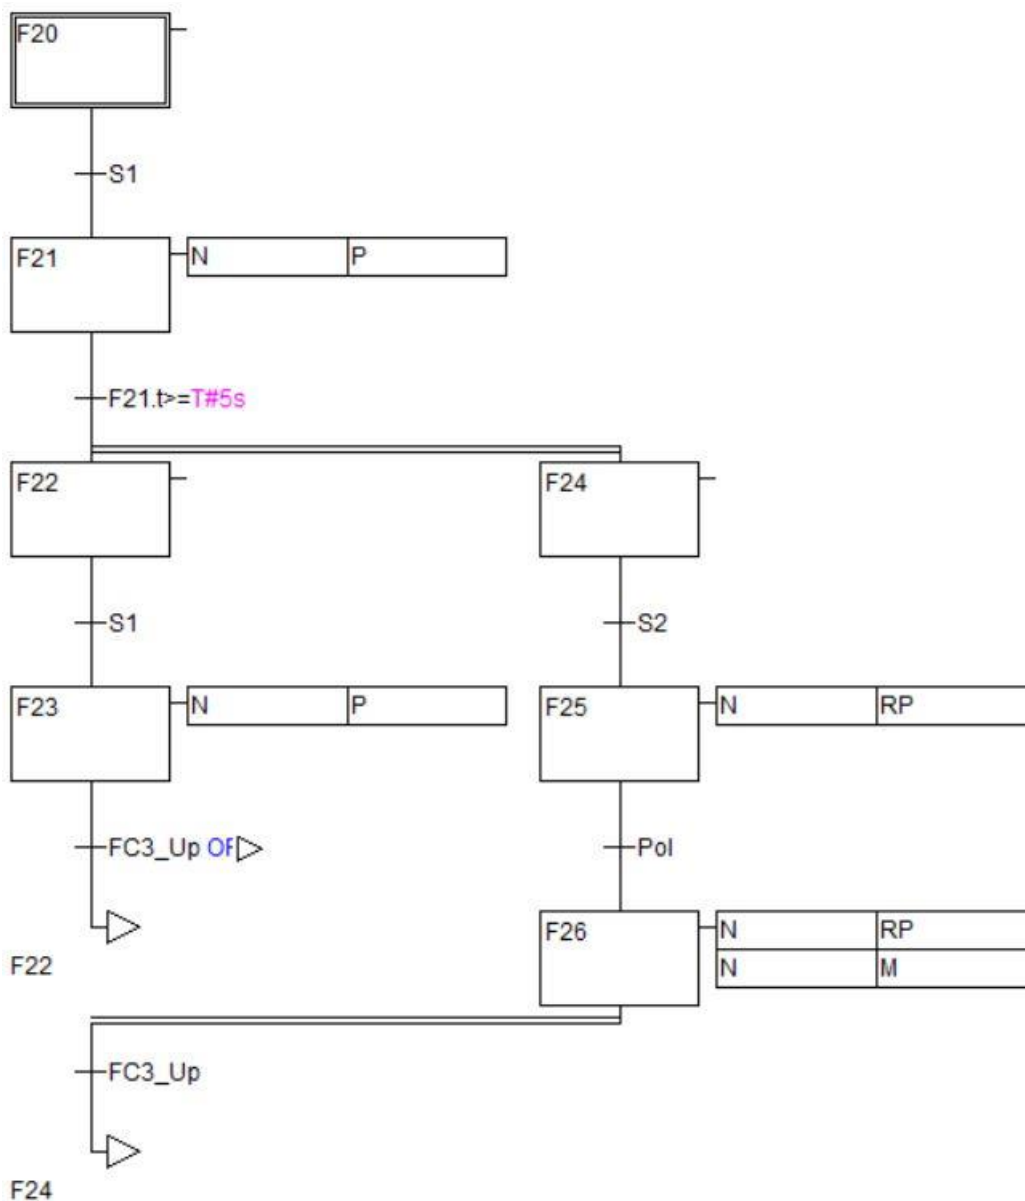 F20
S1
F21 N P
F21.t>=T#5s
F22 F24
S1 S2
F23 N P F25 N RP
FC3_Up OF Pol
F26 N RP
F22 N M
FC3_Up
F24